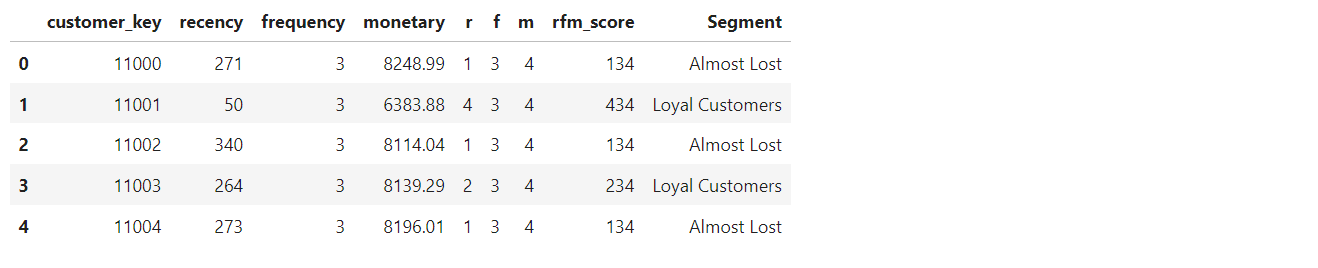 customer_key recency frequency monetary r f m rfm_score Segment
0 11000 271 3 8248.99 1 3 4 134 Almost Lost
1 11001 50 3 6383.88 4 3 4 434 Loyal Customers
2 11002 340 3 8114.04 1 3 4 134 Almost Lost
3 11003 264 3 8139.29 2 3 4 234 Loyal Customers
4 11004 273 3 8196.01 1 3 4 134 Almost Lost